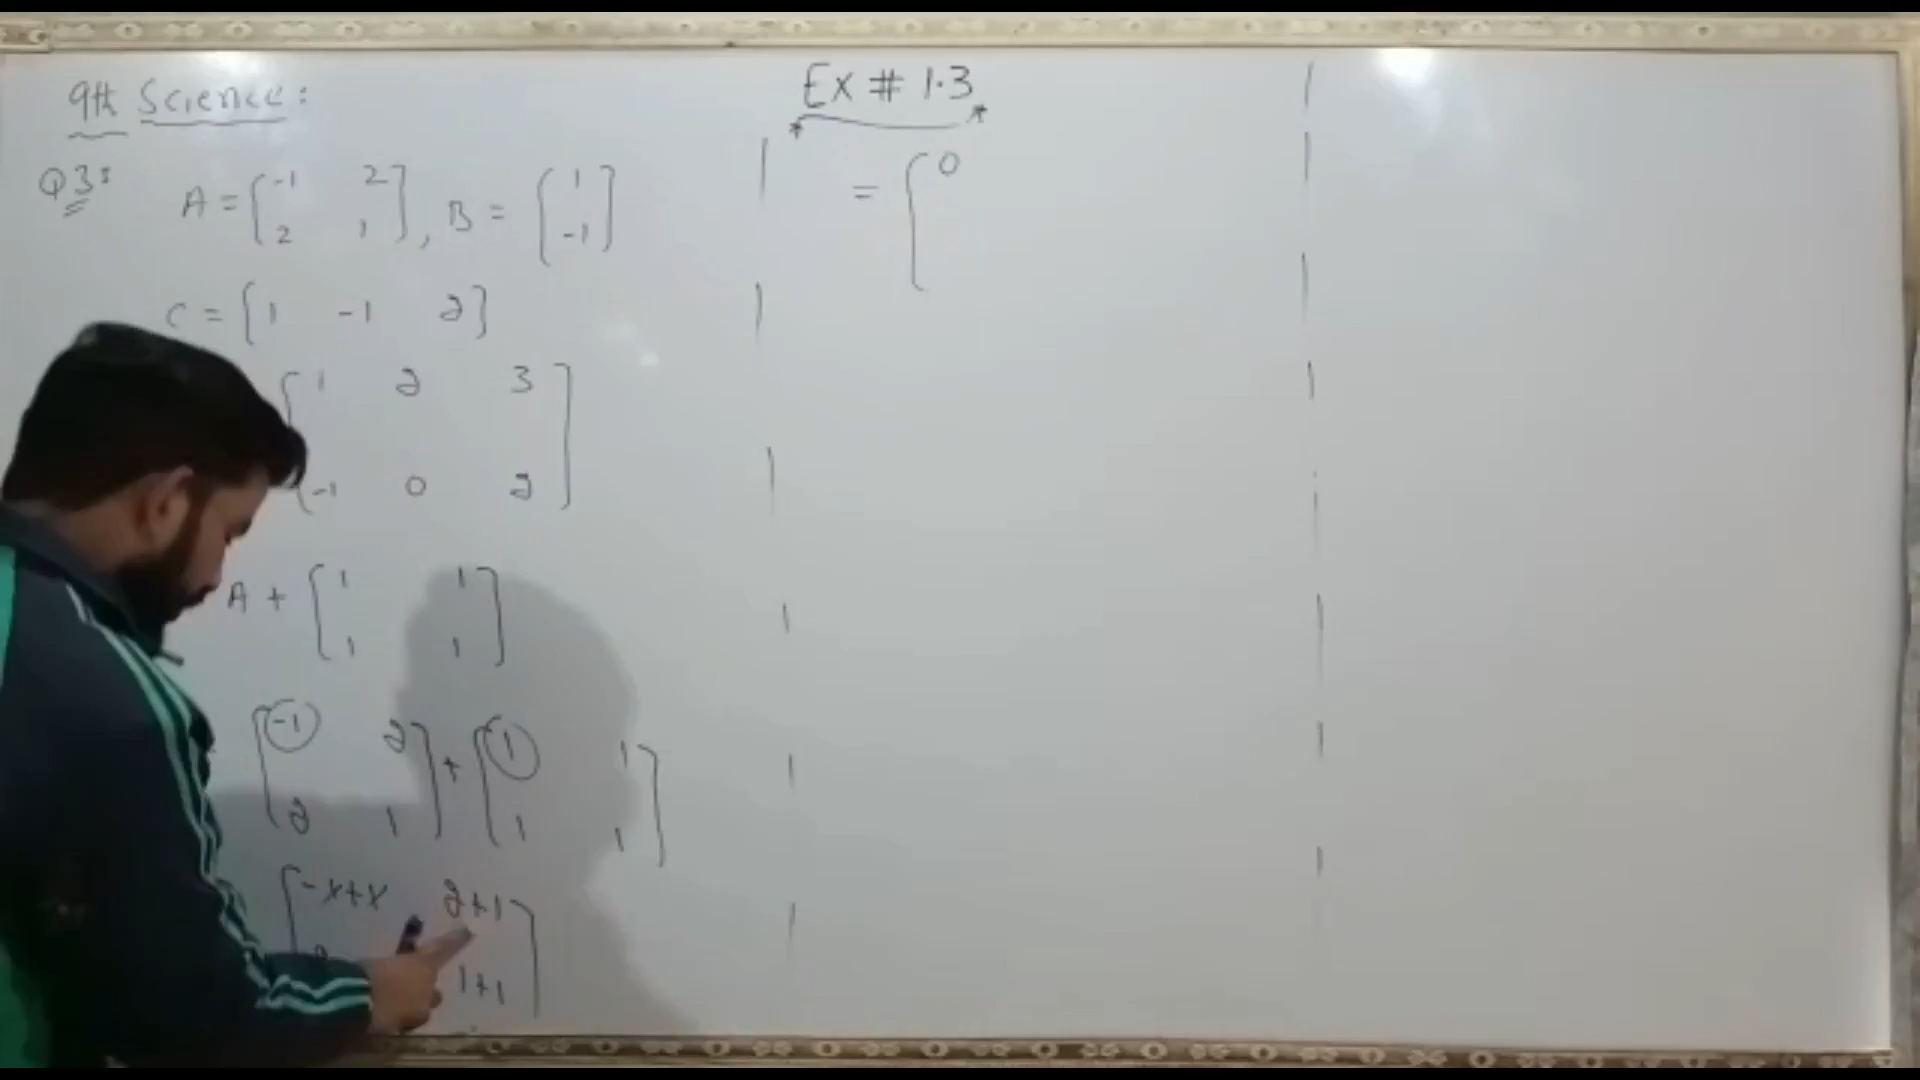 9th Science:
Ex # 1.3
Q3:
A = [ -1 2
2 1 ], B = [ 1
-1 ]
C = [ 1 -1 2 ]
[ 1 2 3
-1 0 2 ]
A + [ 1 1
1 1 ]
[ -1 2
2 1 ] + [ 1 1
1 1 ]
[ -1+1 2+1
1+1 ]
= [ 0